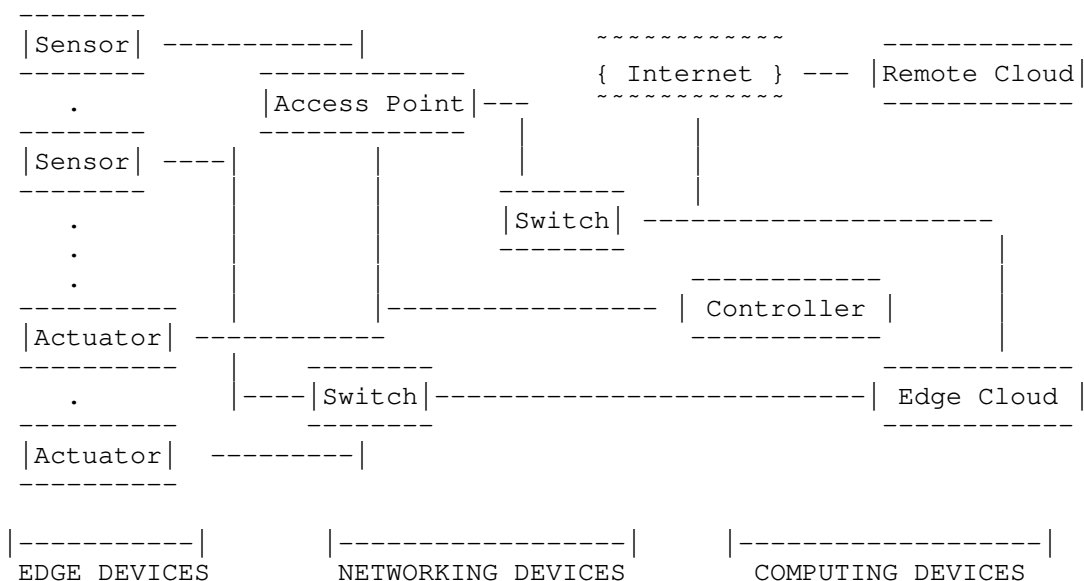 Sensor
{ Internet } Remote Cloud
. Access Point
Sensor
. Switch
.
. Controller
Actuator
. Switch Edge Cloud
Actuator
EDGE DEVICES NETWORKING DEVICES COMPUTING DEVICES